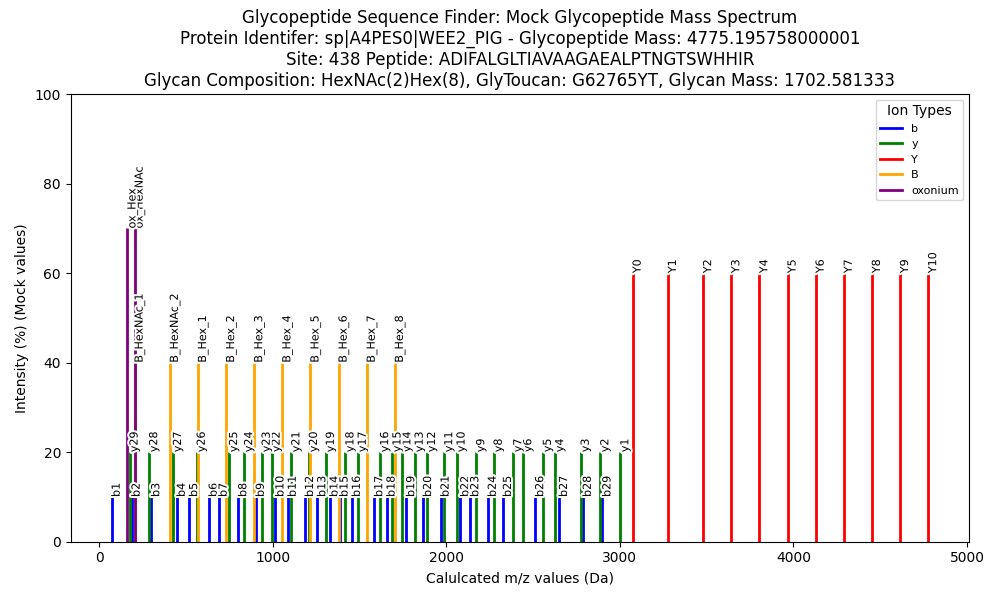 Glycopeptide Sequence Finder: Mock Glycopeptide Mass Spectrum
Protein Identifer: sp|A4PES0|WEE2_PIG - Glycopeptide Mass: 4775.195758000001
Site: 438 Peptide: ADIFALGLTIAVAAGAEALPTNGTSWHHIR
Glycan Composition: HexNAc(2)Hex(8), GlyToucan: G62765YT, Glycan Mass: 1702.581333
Intensity (%) (Mock values)
100
80
60
40
20
0
Ion Types
b
y
Y
B
oxonium
ox_Hex
ox_HexNAc
Y0
Y1
Y2
Y3
Y4
Y5
Y6
Y7
Y8
Y9
Y10
B_HexNAc_1
B_HexNAc_2
B_Hex_1
B_Hex_2
B_Hex_3
B_Hex_4
B_Hex_5
B_Hex_6
B_Hex_7
B_Hex_8
y29
y28
y27
y26
y25
y24
y23
y22
y21
y20
y19
y18
y17
y16
y15
y14
y13
y12
y11
y10
y9
y8
y7
y6
y5
y4
y3
y2
y1
b1
b2
b3
b4
b5
b6
b7
b8
b9
b10
b11
b12
b13
b14
b15
b16
b17
b18
b19
b20
b21
b22
b23
b24
b25
b26
b27
b28
b29
0
1000
2000
3000
4000
5000
Calulcated m/z values (Da)